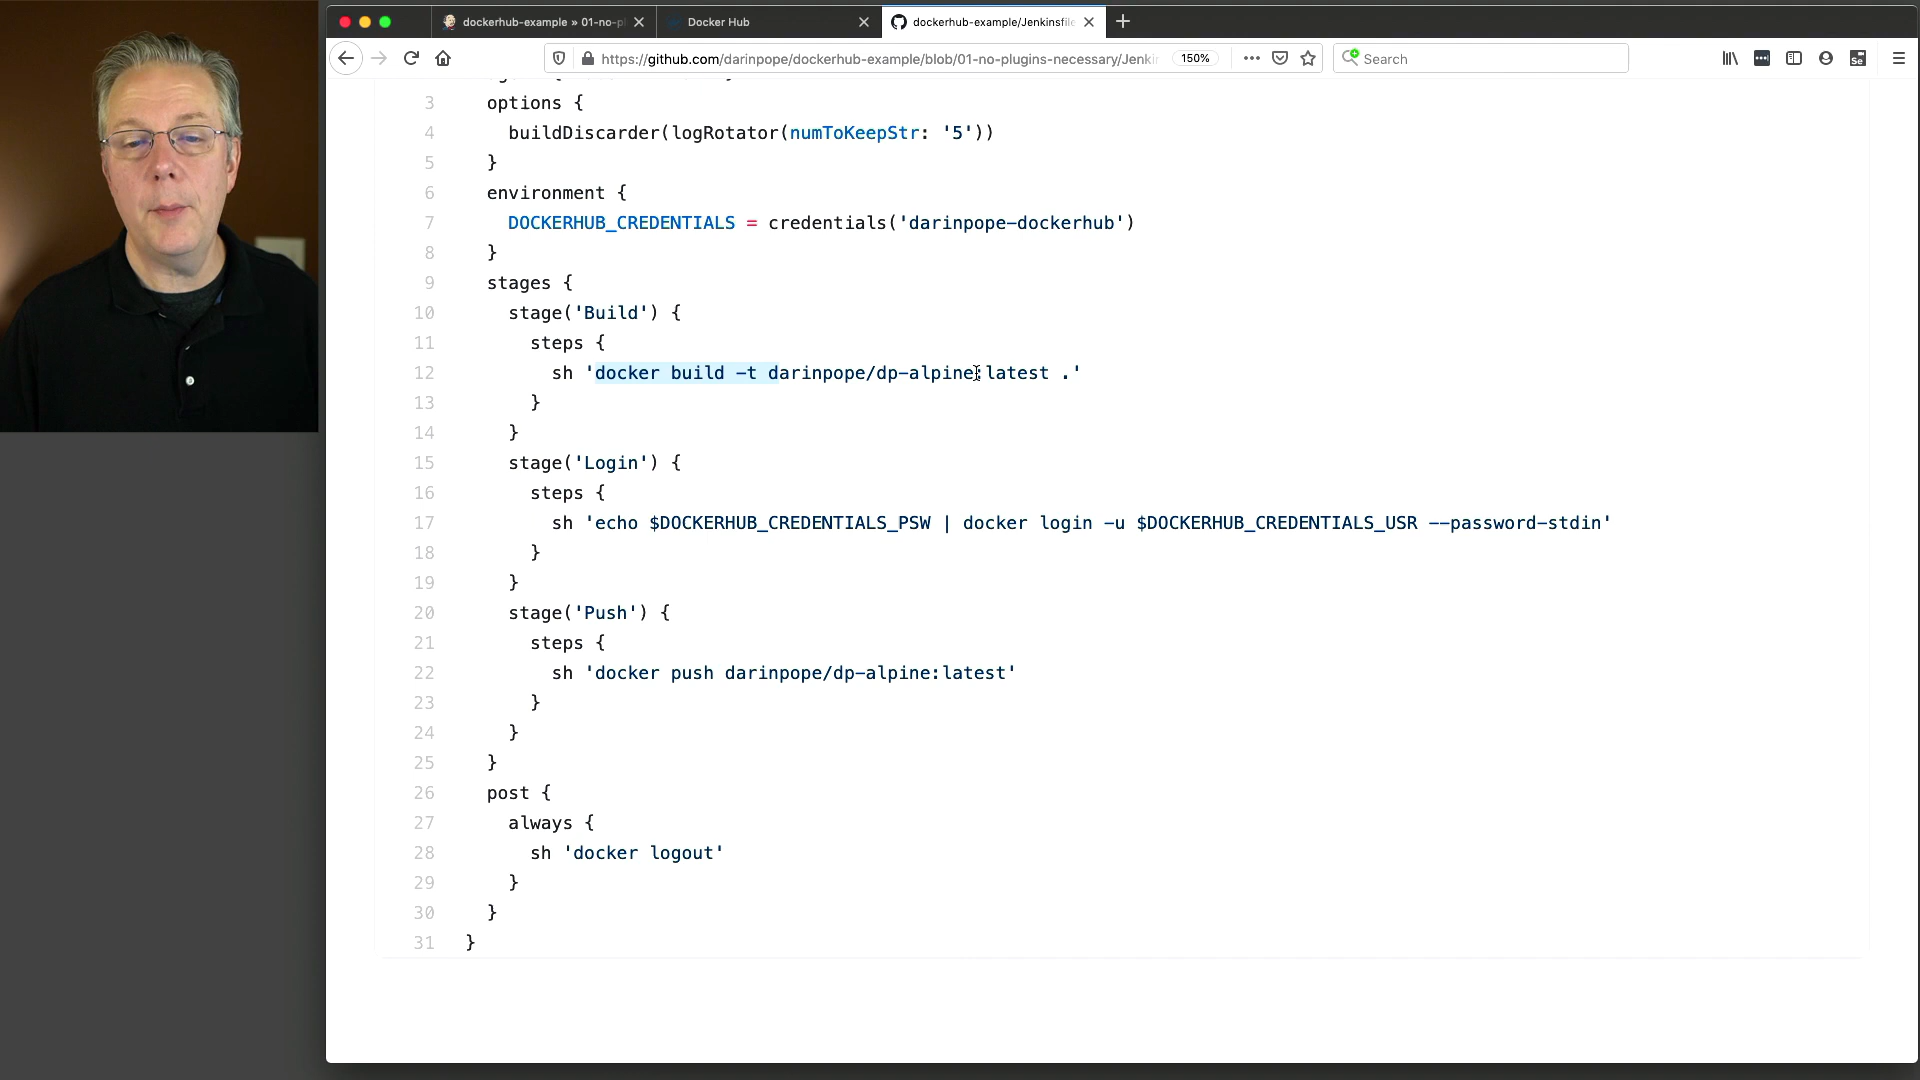 dockerhub-example » 01-no-pl
Docker Hub
dockerhub-example/Jenkinsfile
https://github.com/darinpope/dockerhub-example/blob/01-no-plugins-necessary/Jenki
150%
Search
3 options {
4 buildDiscarder(logRotator(numToKeepStr: '5'))
5 }
6 environment {
7 DOCKERHUB_CREDENTIALS = credentials('darinpope-dockerhub')
8 }
9 stages {
10 stage('Build') {
11 steps {
12 sh 'docker build -t darinpope/dp-alpine:latest .'
13 }
14 }
15 stage('Login') {
16 steps {
17 sh 'echo $DOCKERHUB_CREDENTIALS_PSW | docker login -u $DOCKERHUB_CREDENTIALS_USR --password-stdin'
18 }
19 }
20 stage('Push') {
21 steps {
22 sh 'docker push darinpope/dp-alpine:latest'
23 }
24 }
25 }
26 post {
27 always {
28 sh 'docker logout'
29 }
30 }
31 }